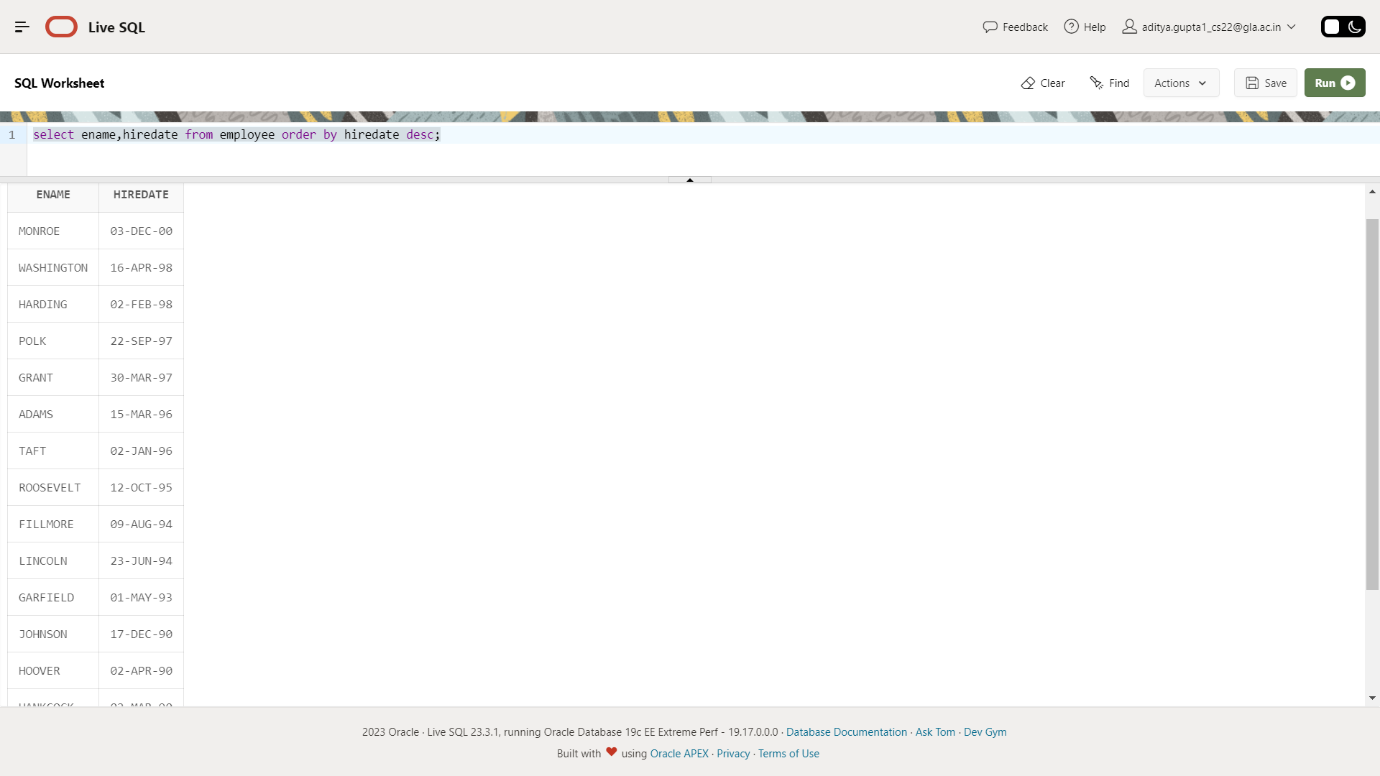 Live SQL
Feedback Help aditya.gupta1_cs22@gla.ac.in
SQL Worksheet
Clear Find Actions Save Run
1 select ename,hiredate from employee order by hiredate desc;
ENAME HIREDATE
MONROE 03-DEC-00
WASHINGTON 16-APR-98
HARDING 02-FEB-98
POLK 22-SEP-97
GRANT 30-MAR-97
ADAMS 15-MAR-96
TAFT 02-JAN-96
ROOSEVELT 12-OCT-95
FILLMORE 09-AUG-94
LINCOLN 23-JUN-94
GARFIELD 01-MAY-93
JOHNSON 17-DEC-90
HOOVER 02-APR-90
2023 Oracle · Live SQL 23.3.1, running Oracle Database 19c EE Extreme Perf - 19.17.0.0.0 · Database Documentation · Ask Tom · Dev Gym
Built with ❤ using Oracle APEX · Privacy · Terms of Use